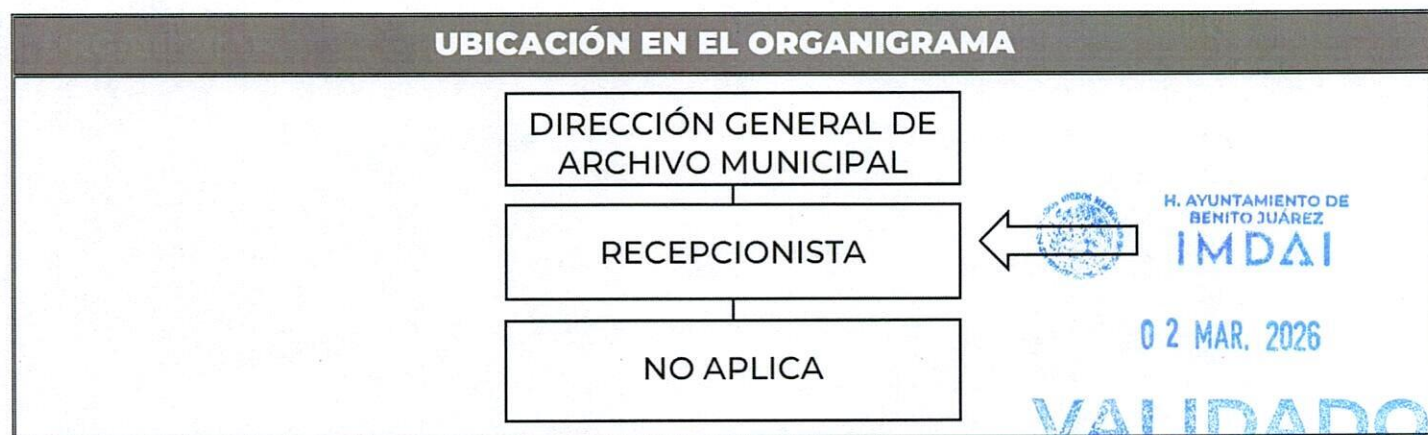 UBICACIÓN EN EL ORGANIGRAMA
DIRECCIÓN GENERAL DE
ARCHIVO MUNICIPAL
RECEPCIONISTA
NO APLICA
H. AYUNTAMIENTO DE
BENITO JUÁREZ
IMDAI
02 MAR. 2026
VALIDADO